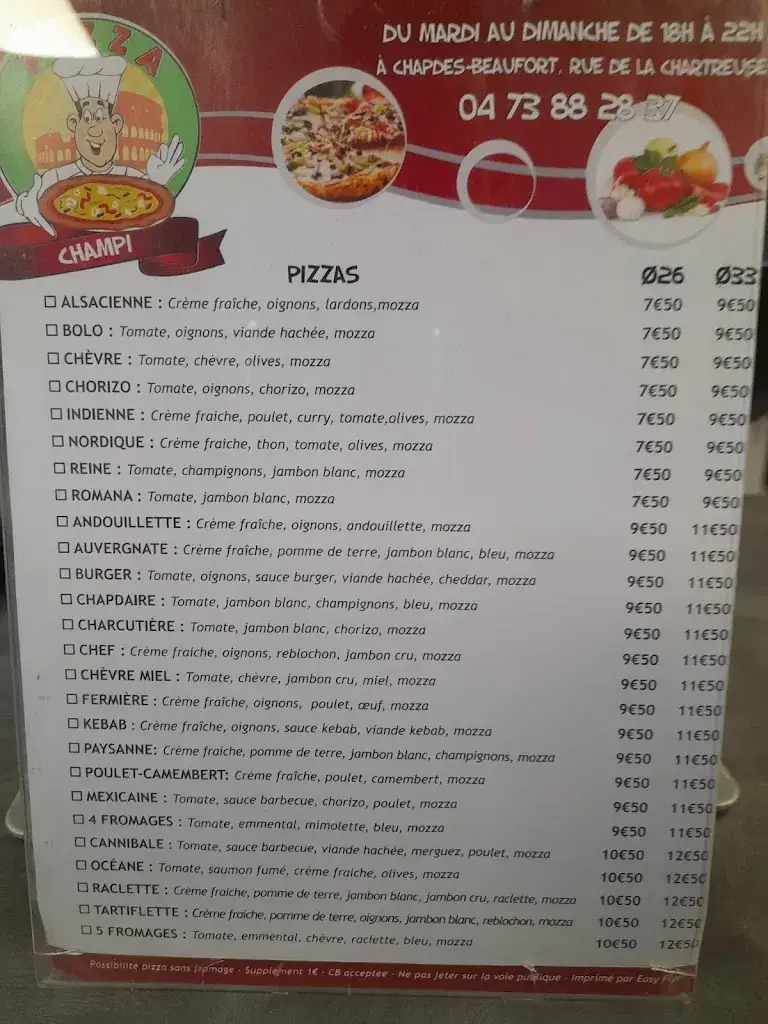 PIZZA
DU MARDI AU DIMANCHE DE 18H À 22H
À CHAPDES-BEAUFORT, RUE DE LA CHARTREUSE
04 73 88 28 37
CHAMPI
PIZZAS Ø26 Ø33
☐ ALSACIENNE : Crème fraîche, oignons, lardons,mozza 7€50 9€50
☐ BOLO : Tomate, oignons, viande hachée, mozza 7€50 9€50
☐ CHÈVRE : Tomate, chèvre, olives, mozza 7€50 9€50
☐ CHORIZO : Tomate, oignons, chorizo, mozza 7€50 9€50
☐ INDIENNE : Crème fraiche, poulet, curry, tomate,olives, mozza 7€50 9€50
☐ NORDIQUE : Crème fraiche, thon, tomate, olives, mozza 7€50 9€50
☐ REINE : Tomate, champignons, jambon blanc, mozza 7€50 9€50
☐ ROMANA : Tomate, jambon blanc, mozza 7€50 9€50
☐ ANDOUILLETTE : Crème fraîche, oignons, andouillette, mozza 9€50 11€50
☐ AUVERGNATE : Crème fraîche, pomme de terre, jambon blanc, bleu, mozza 9€50 11€50
☐ BURGER : Tomate, oignons, sauce burger, viande hachée, cheddar, mozza 9€50 11€50
☐ CHAPDAIRE : Tomate, jambon blanc, champignons, bleu, mozza 9€50 11€50
☐ CHARCUTIÈRE : Tomate, jambon blanc, chorizo, mozza 9€50 11€50
☐ CHEF : Crème fraiche, oignons, reblochon, jambon cru, mozza 9€50 11€50
☐ CHÈVRE MIEL : Tomate, chèvre, jambon cru, miel, mozza 9€50 11€50
☐ FERMIÈRE : Crème fraîche, oignons, poulet, œuf, mozza 9€50 11€50
☐ KEBAB : Crème fraîche, oignons, sauce kebab, viande kebab, mozza 9€50 11€50
☐ PAYSANNE: Crème fraiche, pomme de terre, jambon blanc, champignons, mozza 9€50 11€50
☐ POULET-CAMEMBERT: Crème fraîche, poulet, camembert, mozza 9€50 11€50
☐ MEXICAINE : Tomate, sauce barbecue, chorizo, poulet, mozza 9€50 11€50
☐ 4 FROMAGES : Tomate, emmental, mimolette, bleu, mozza 9€50 11€50
☐ CANNIBALE : Tomate, sauce barbecue, viande hachée, merguez, poulet, mozza 10€50 12€50
☐ OCÉANE : Tomate, saumon fumé, crème fraiche, olives, mozza 10€50 12€50
☐ RACLETTE : Crème fraiche, pomme de terre, jambon blanc, jambon cru, raclette, mozza 10€50 12€50
☐ TARTIFLETTE : Crème fraiche, pomme de terre, oignons, jambon blanc, reblochon, mozza 10€50 12€50
☐ 5 FROMAGES : Tomate, emmental, chèvre, raclette, bleu, mozza 10€50 12€50
Possibilité pizza sans fromage - Supplément 1€ - CB acceptée - Ne pas jeter sur la voie publique - Imprimé par Easy